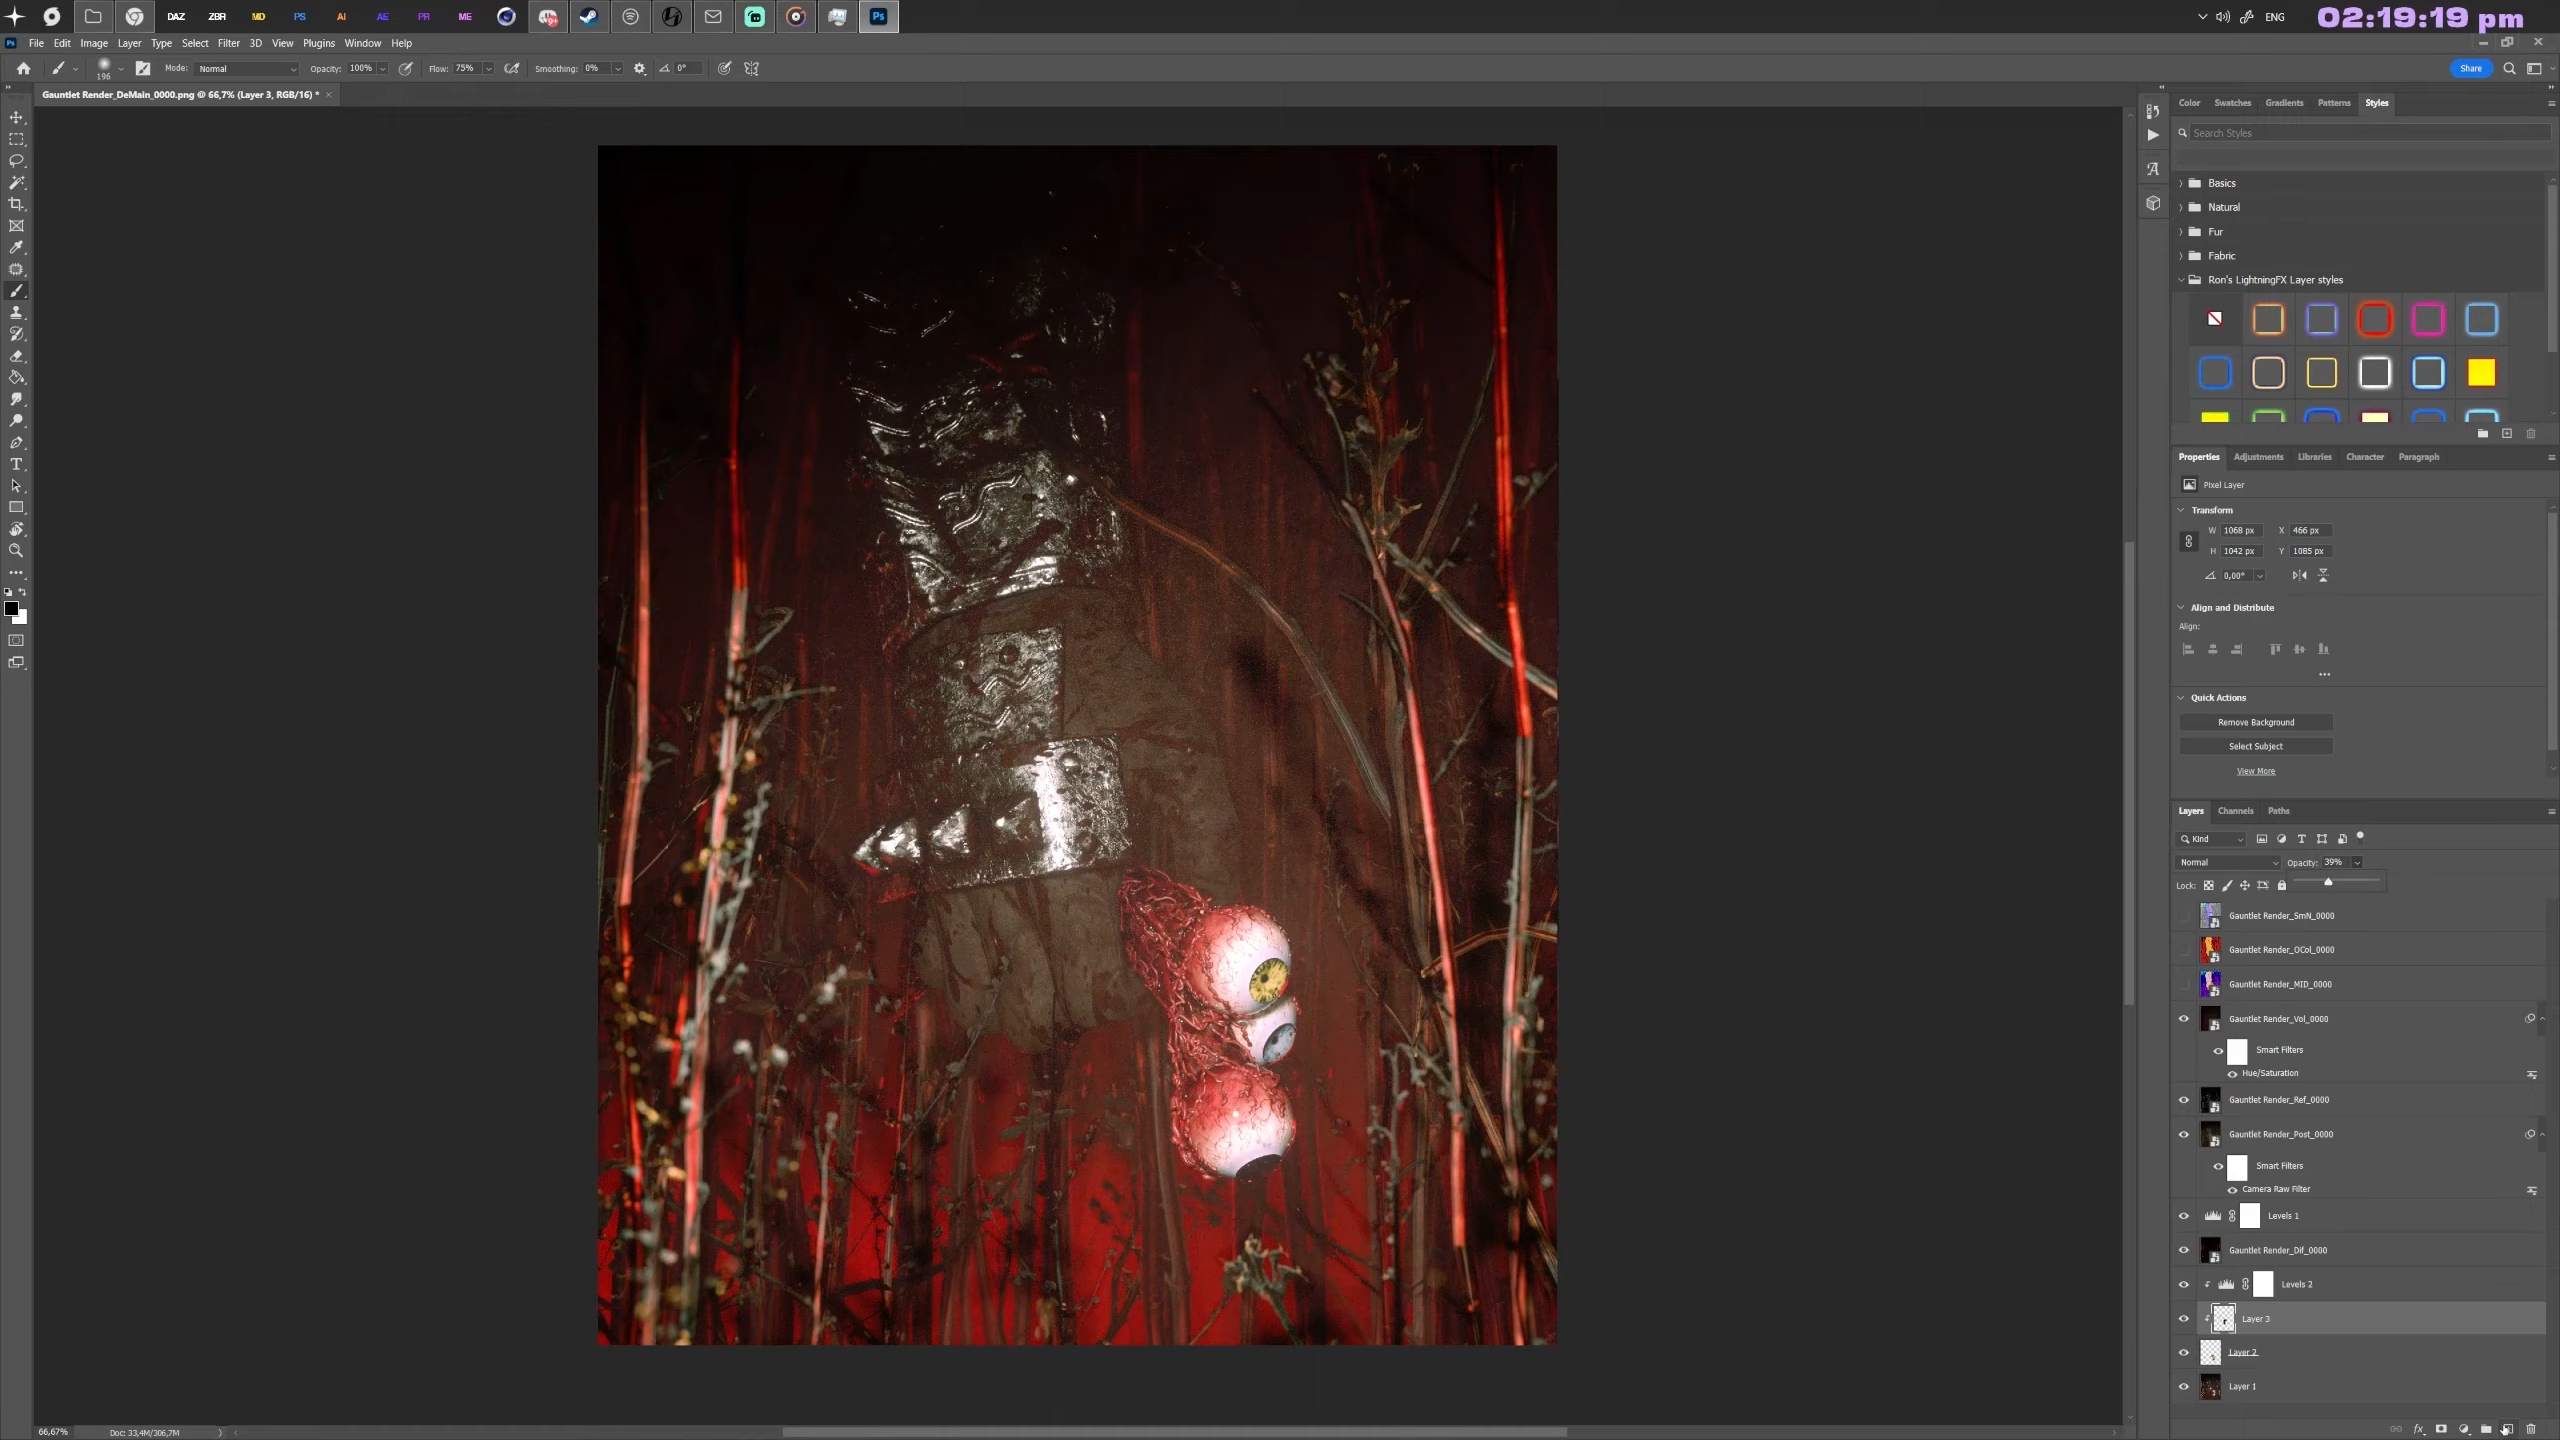 DAZ ZBR MD PS Ai AE PR ME 9+ Ps ENG 02:19:19 pm
Ps File Edit Image Layer Type Select Filter 3D View Plugins Window Help
196 Mode: Normal Opacity: 100% Flow: 75% Smoothing: 0% 0° Share
Gauntlet Render_DeMain_0000.png @ 66,7% (Layer 3, RGB/16) * ×
Color Swatches Gradients Patterns Styles
Search Styles
Basics
Natural
Fur
Fabric
Ron's LightningFX Layer styles
Properties Adjustments Libraries Character Paragraph
Pixel Layer
Transform
W 1068 px X 466 px
H 1042 px Y 1085 px
0,00°
Align and Distribute
Align:
Quick Actions
Remove Background
Select Subject
View More
Layers Channels Paths
Kind
Normal Opacity: 39%
Lock:
Gauntlet Render_SmN_0000
Gauntlet Render_OCol_0000
Gauntlet Render_MID_0000
Gauntlet Render_Vol_0000
Smart Filters
Hue/Saturation
Gauntlet Render_Ref_0000
Gauntlet Render_Post_0000
Smart Filters
Camera Raw Filter
Levels 1
Gauntlet Render_Dif_0000
Levels 2
Layer 3
Layer 2
Layer 1
66,67% Doc: 33,4M/306,7M